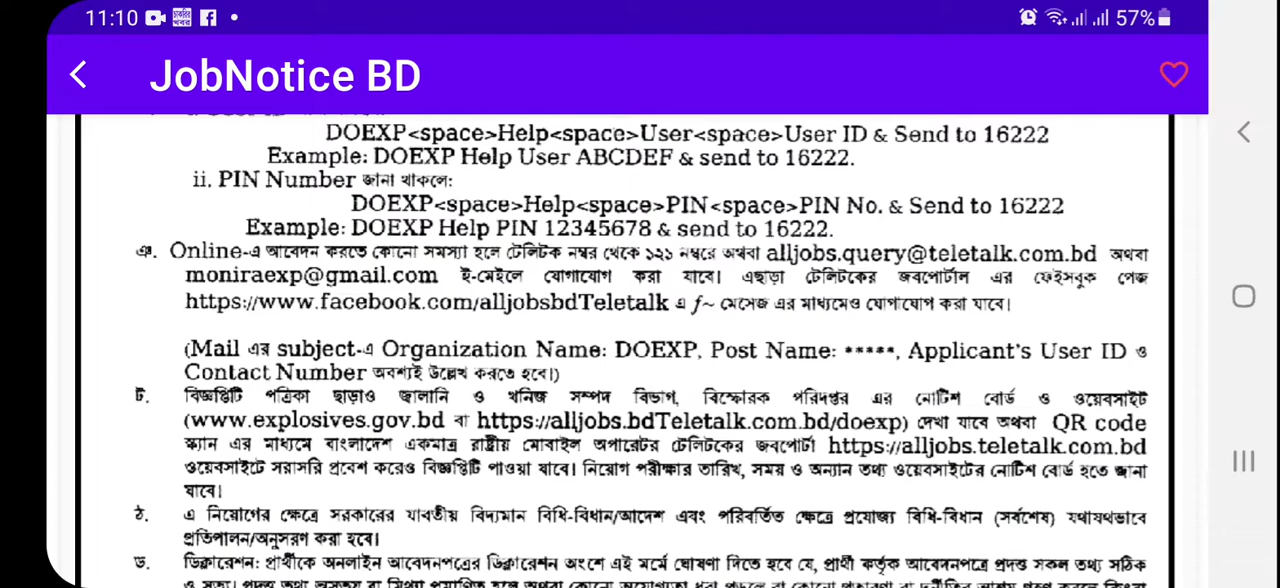 11:10
57%
JobNotice BD
DOEXP<space>Help<space>User<space>User ID & Send to 16222
Example: DOEXP Help User ABCDEF & send to 16222.
ii. PIN Number জানা থাকলে:
DOEXP<space>Help<space>PIN<space>PIN No. & Send to 16222
Example: DOEXP Help PIN 12345678 & send to 16222.
ঞ. Online-এ আবেদন করতে কোনো সমস্যা হলে টেলিটক নম্বর থেকে ১২১ নম্বরে অথবা alljobs.query@teletalk.com.bd অথবা
moniraexp@gmail.com ই-মেইলে যোগাযোগ করা যাবে। এছাড়া টেলিটকের জবপোর্টাল এর ফেইসবুক পেজ
https://www.facebook.com/alljobsbdTeletalk এ f~ মেসেজ এর মাধ্যমেও যোগাযোগ করা যাবে।
(Mail এর subject-এ Organization Name: DOEXP, Post Name: *****, Applicant's User ID ও
Contact Number অবশ্যই উল্লেখ করতে হবে।)
ট. বিজ্ঞপ্তিটি পত্রিকা ছাড়াও জ্বালানি ও খনিজ সম্পদ বিভাগ, বিস্ফোরক পরিদপ্তর এর নোটিশ বোর্ড ও ওয়েবসাইট
(www.explosives.gov.bd বা https://alljobs.bdTeletalk.com.bd/doexp) দেখা যাবে অথবা QR code
স্ক্যান এর মাধ্যমে বাংলাদেশ একমাত্র রাষ্ট্রীয় মোবাইল অপারেটর টেলিটকের জবপোর্টা https://alljobs.teletalk.com.bd
ওয়েবসাইটে সরাসরি প্রবেশ করেও বিজ্ঞপ্তিটি পাওয়া যাবে। নিয়োগ পরীক্ষার তারিখ, সময় ও অন্যান তথ্য ওয়েবসাইটের নোটিশ বোর্ড হতে জানা
যাবে।
ঠ. এ নিয়োগের ক্ষেত্রে সরকারের যাবতীয় বিদ্যমান বিধি-বিধান/আদেশ এবং পরিবর্তিত ক্ষেত্রে প্রযোজ্য বিধি-বিধান (সর্বশেষ) যথাযথভাবে
প্রতিপালন/অনুসরণ করা হবে।
ড. ডিক্লারেশন: প্রার্থীকে অনলাইন আবেদনপত্রের ডিক্লারেশন অংশে এই মর্মে ঘোষণা দিতে হবে যে, প্রার্থী কর্তৃক আবেদনপত্রে প্রদত্ত সকল তথ্য সঠিক